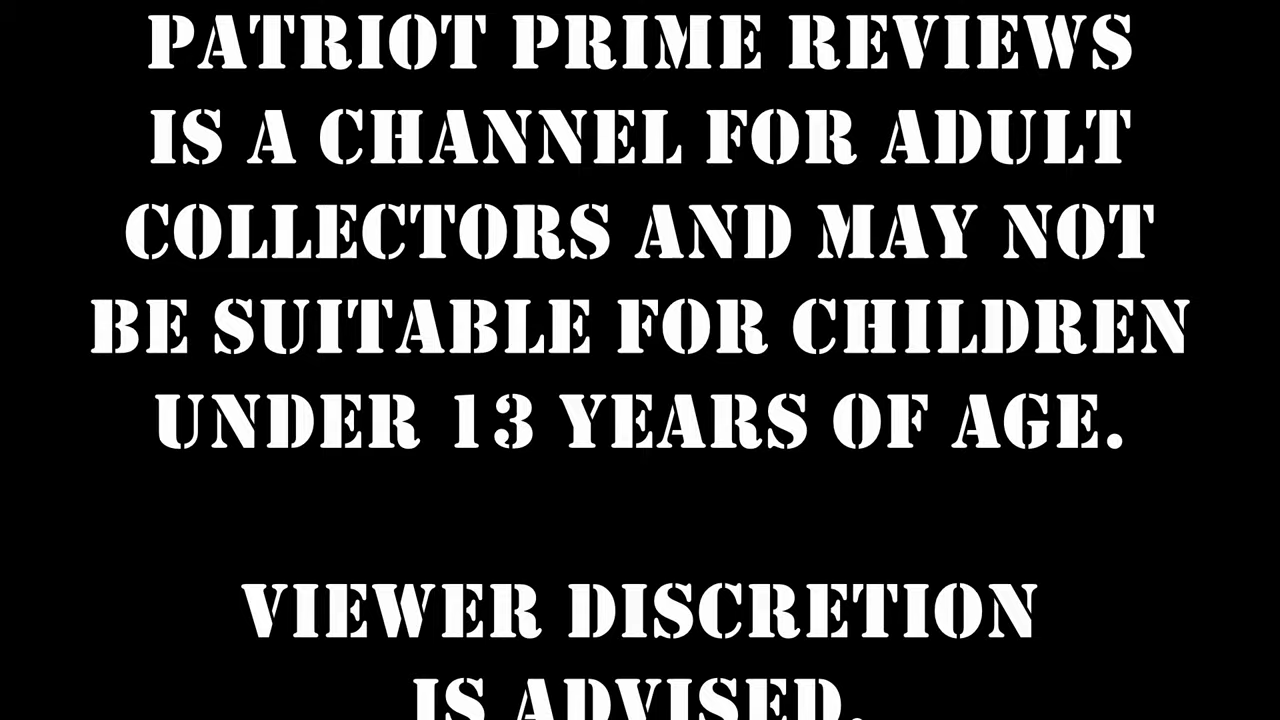 PATRIOT PRIME REVIEWS
IS A CHANNEL FOR ADULT
COLLECTORS AND MAY NOT
BE SUITABLE FOR CHILDREN
UNDER 13 YEARS OF AGE.
VIEWER DISCRETION
IS ADVISED.